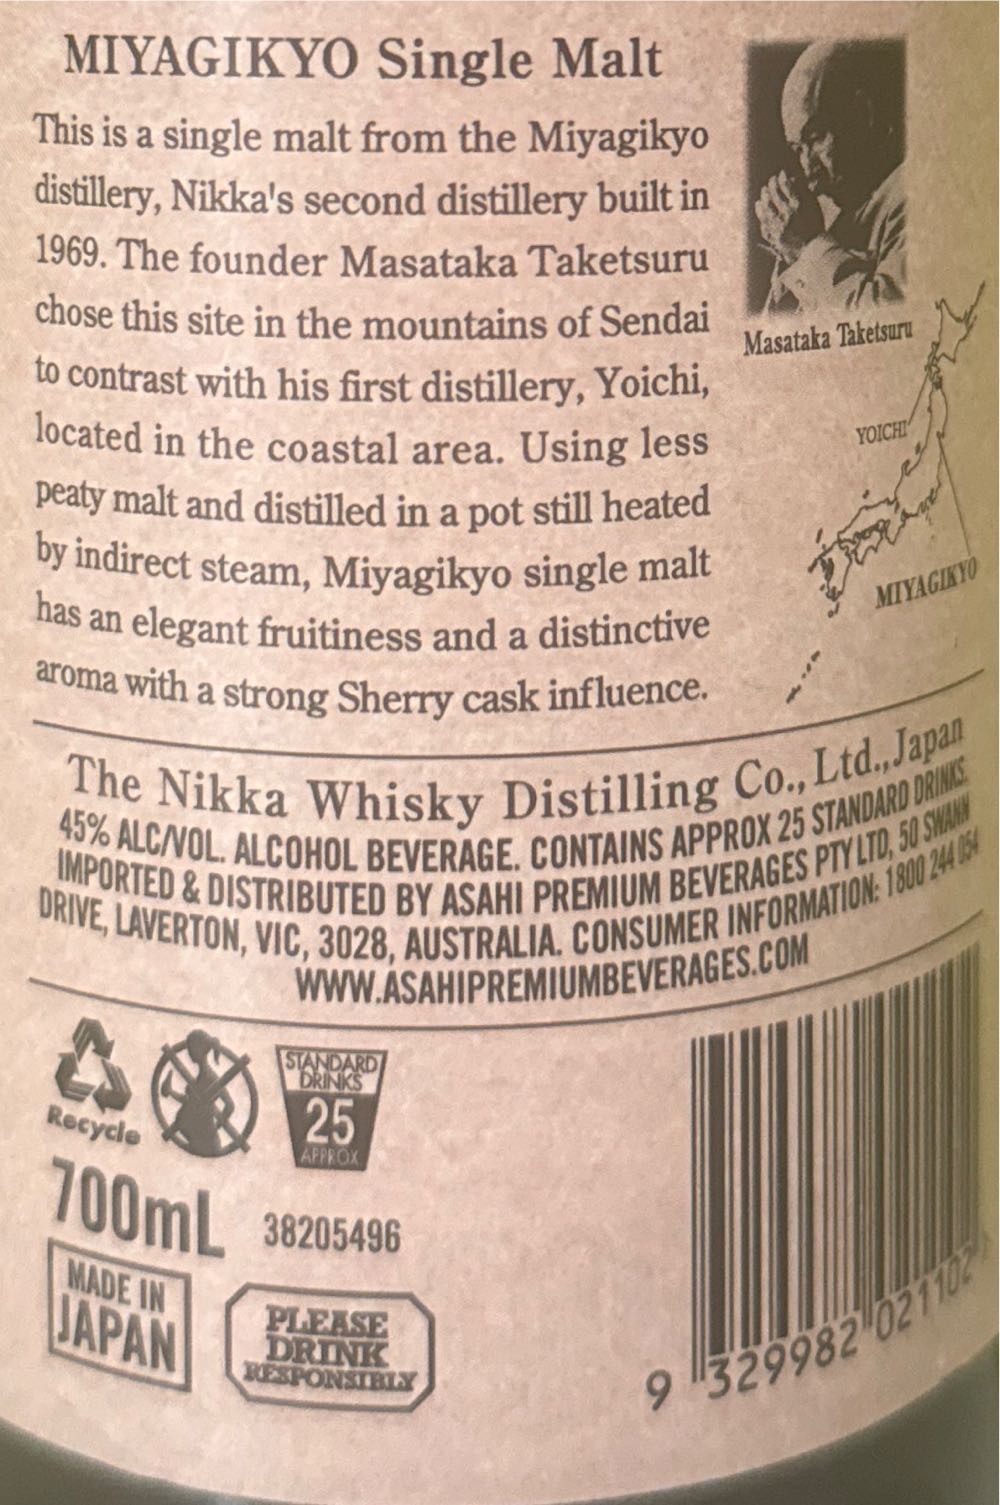 MIYAGIKYO Single Malt
This is a single malt from the Miyagikyo
distillery, Nikka's second distillery built in
1969. The founder Masataka Taketsuru
chose this site in the mountains of Sendai
to contrast with his first distillery, Yoichi,
located in the coastal area. Using less
peaty malt and distilled in a pot still heated
by indirect steam, Miyagikyo single malt
has an elegant fruitiness and a distinctive
aroma with a strong Sherry cask influence.
Masataka Taketsuru
YOICHI
MIYAGIKYO
The Nikka Whisky Distilling Co., Ltd., Japan
45% ALC/VOL. ALCOHOL BEVERAGE. CONTAINS APPROX 25 STANDARD DRINKS.
IMPORTED & DISTRIBUTED BY ASAHI PREMIUM BEVERAGES PTY LTD, 50 SWANN
DRIVE, LAVERTON, VIC, 3028, AUSTRALIA. CONSUMER INFORMATION: 1800 244 054
WWW.ASAHIPREMIUMBEVERAGES.COM
Recycle
STANDARD
DRINKS
25
APPROX
700mL
38205496
MADE IN
JAPAN
PLEASE
DRINK
RESPONSIBLY
9 329982 021102